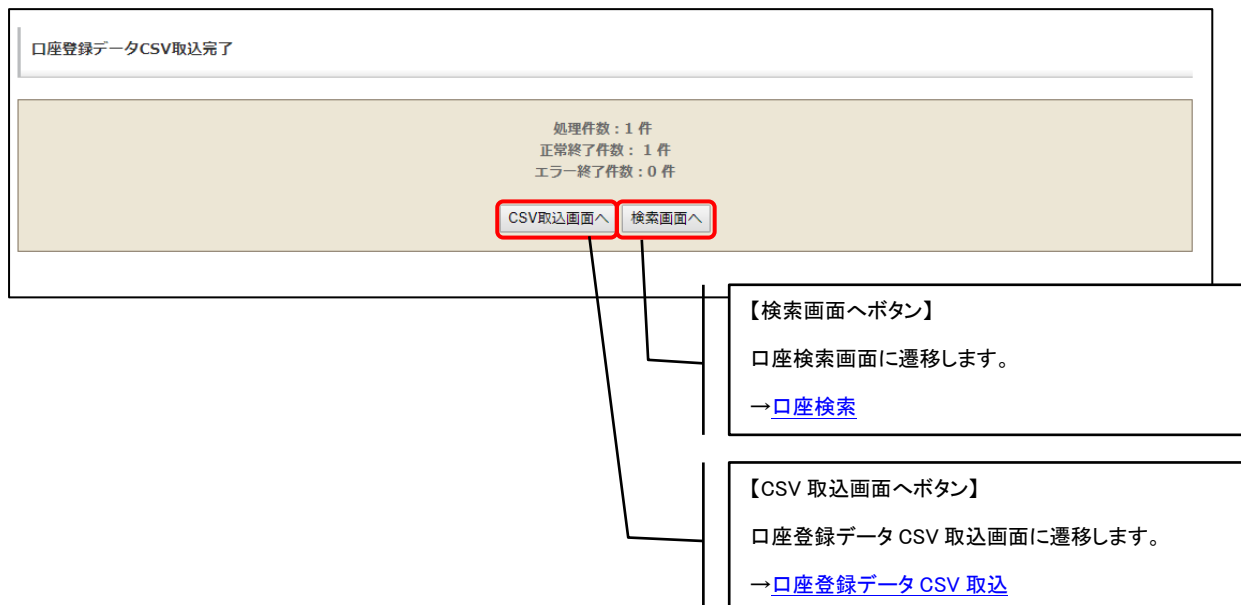 口座登録データCSV取込完了
処理件数：1 件
正常終了件数： 1 件
エラー終了件数：0 件
CSV取込画面へ 検索画面へ
【検索画面へボタン】
口座検索画面に遷移します。
→口座検索
【CSV 取込画面へボタン】
口座登録データ CSV 取込画面に遷移します。
→口座登録データ CSV 取込